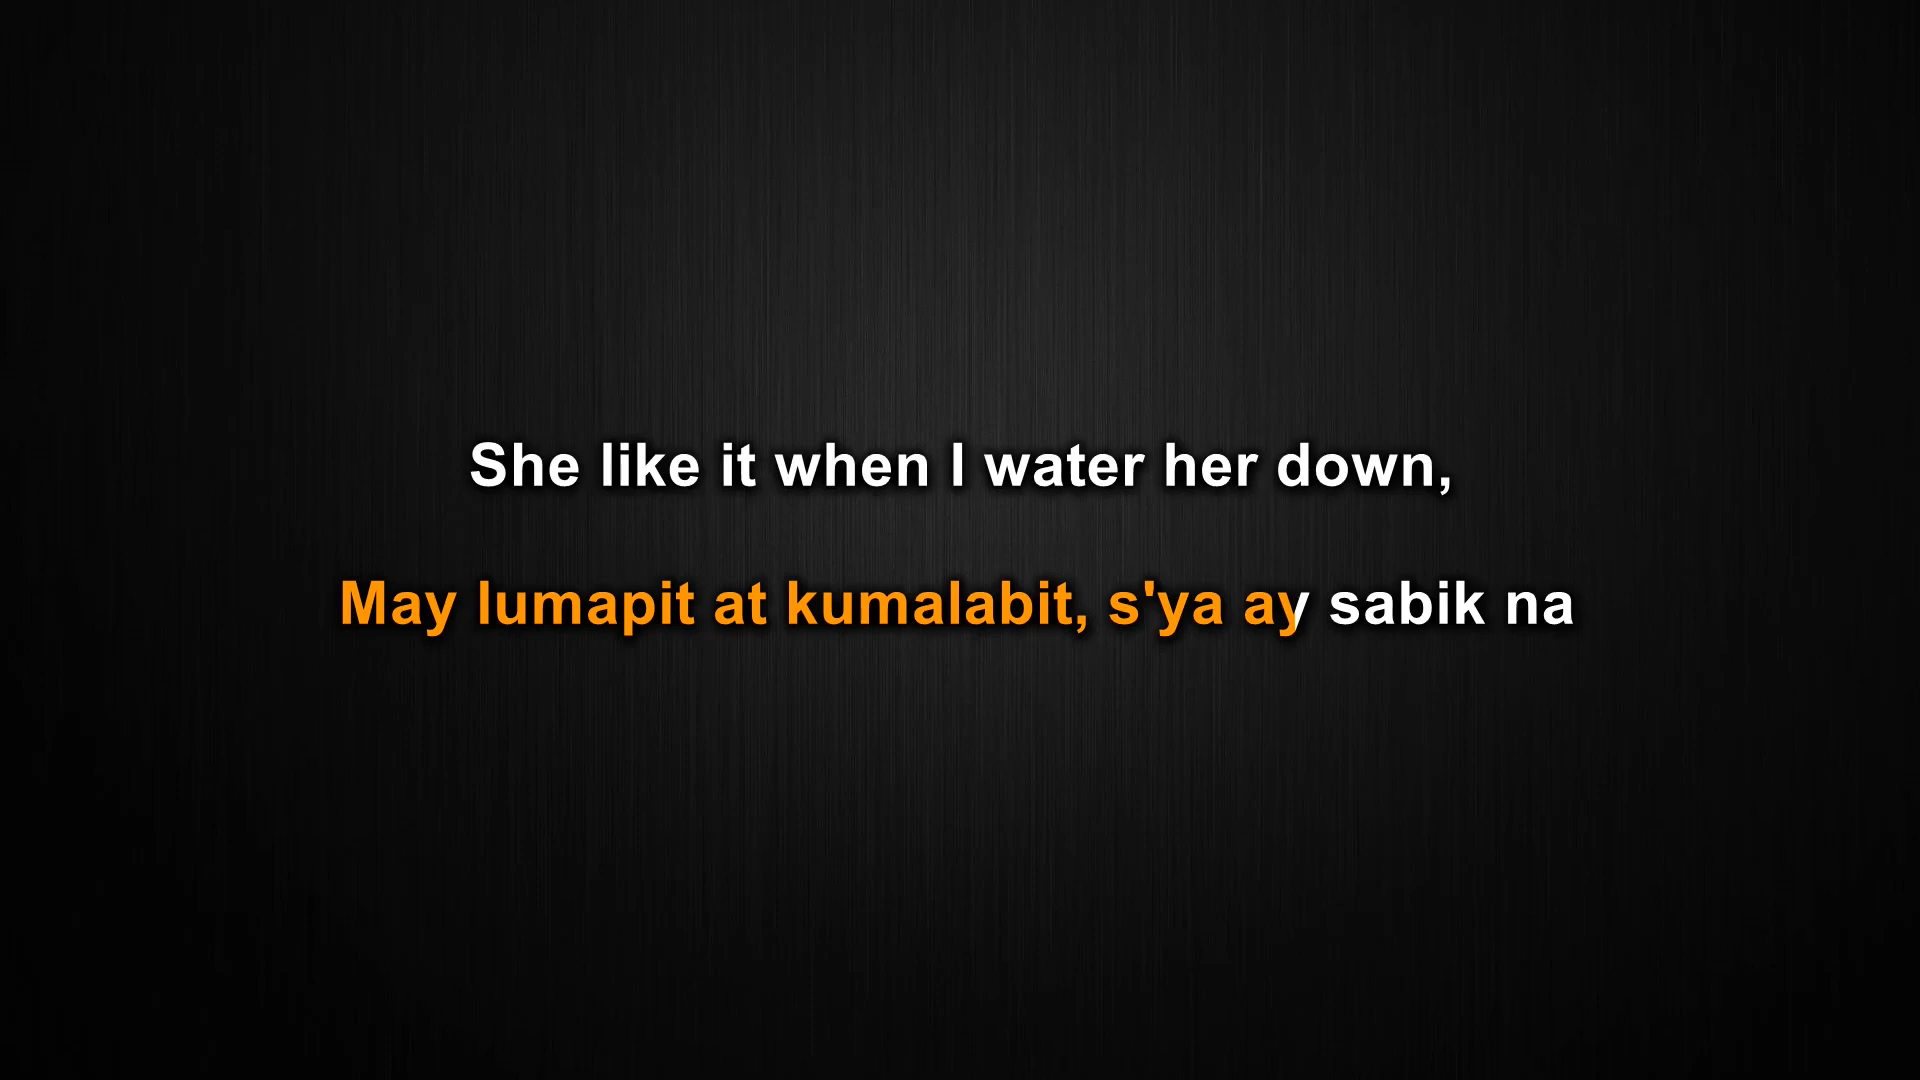 She like it when I water her down,
May lumapit at kumalabit, s'ya ay sabik na